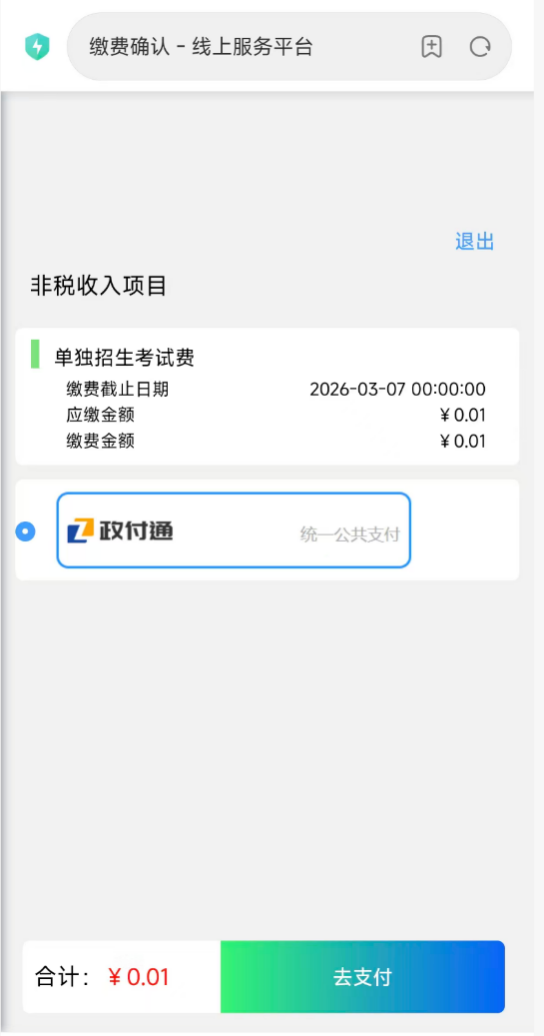 缴费确认 - 线上服务平台
退出
非税收入项目
单独招生考试费
缴费截止日期 2026-03-07 00:00:00
应缴金额 ¥ 0.01
缴费金额 ¥ 0.01
政付通 统一公共支付
合计： ¥ 0.01 去支付